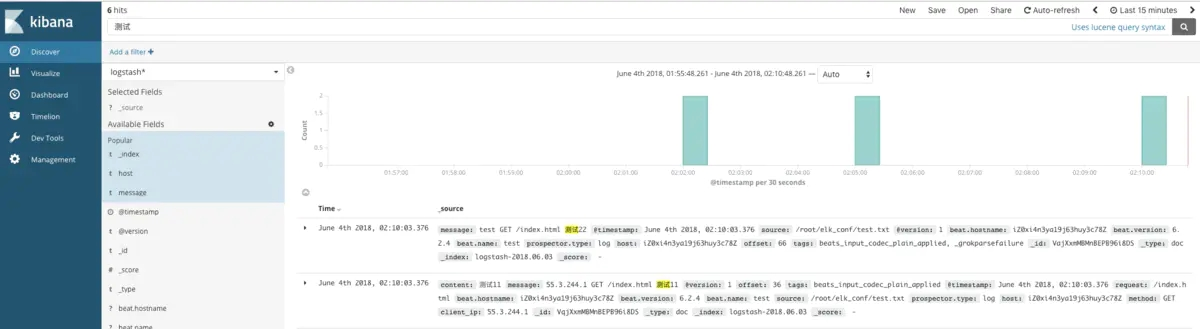 6 hits
New Save Open Share Auto-refresh Last 15 minutes
kibana
测试
Uses lucene query syntax
Discover
Visualize
Dashboard
Timelion
Dev Tools
Management
Add a filter
logstash*
Selected Fields
? _source
Available Fields
Popular
t _index
t host
t message
@timestamp
t @version
t _id
# _score
t _type
t beat.hostname
t beat.name
June 4th 2018, 01:55:48.261 - June 4th 2018, 02:10:48.261 — Auto
Count
2
1.5
1
0.5
0
01:57:00 01:58:00 01:59:00 02:00:00 02:01:00 02:02:00 02:03:00 02:04:00 02:05:00 02:06:00 02:07:00 02:08:00 02:09:00 02:10:00
@timestamp per 30 seconds
Time _source
June 4th 2018, 02:10:03.376 message: test GET /index.html 测试22 @timestamp: June 4th 2018, 02:10:03.376 source: /root/elk_conf/test.txt @version: 1 beat.hostname: iZ0xi4n3ya19j63huy3c78Z beat.version: 6.
2.4 beat.name: test prospector.type: log host: iZ0xi4n3ya19j63huy3c78Z offset: 66 tags: beats_input_codec_plain_applied, _grokparsefailure _id: VqjXxmMBMnBEPB96i8DS _type: doc
_index: logstash-2018.06.03 _score: -
June 4th 2018, 02:10:03.376 content: 测试11 message: 55.3.244.1 GET /index.html 测试11 @version: 1 offset: 36 tags: beats_input_codec_plain_applied @timestamp: June 4th 2018, 02:10:03.376 request: /index.h
tml beat.hostname: iZ0xi4n3ya19j63huy3c78Z beat.version: 6.2.4 beat.name: test source: /root/elk_conf/test.txt prospector.type: log host: iZ0xi4n3ya19j63huy3c78Z method: GET
client_ip: 55.3.244.1 _id: VajXxmMBMnBEPB96i8DS _type: doc _index: logstash-2018.06.03 _score: -